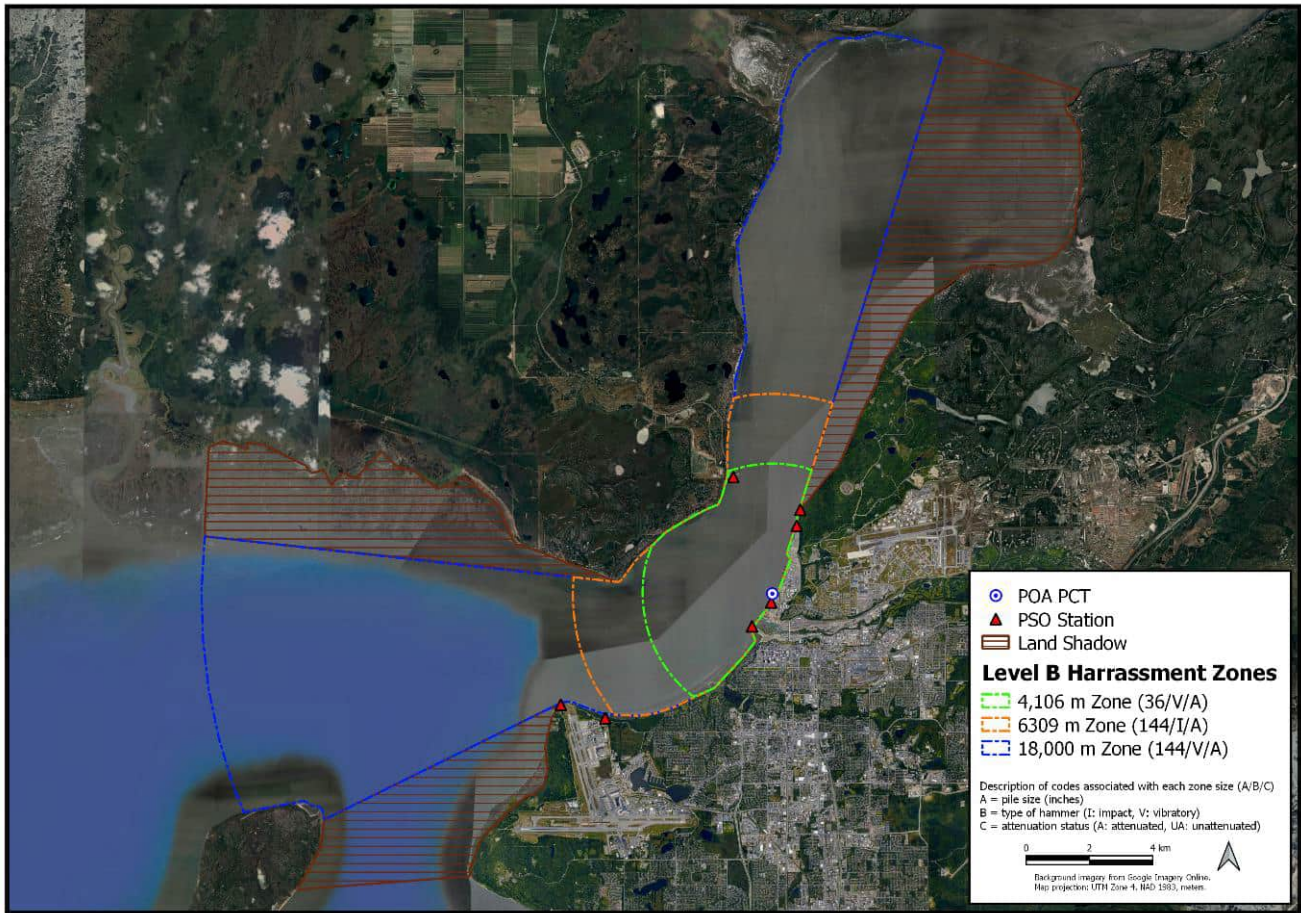 POA PCT
PSO Station
Land Shadow
Level B Harrassment Zones
4,106 m Zone (36/V/A)
6309 m Zone (144/I/A)
18,000 m Zone (144/V/A)
Description of codes associated with each zone size (A/B/C)
A = pile size (inches)
B = type of hammer (I: impact, V: vibratory)
C = attenuation status (A: attenuated, UA: unattenuated)
0 2 4 km
Background imagery from Google Imagery Online.
Map projection: UTM Zone 4, NAD 1983, meters.